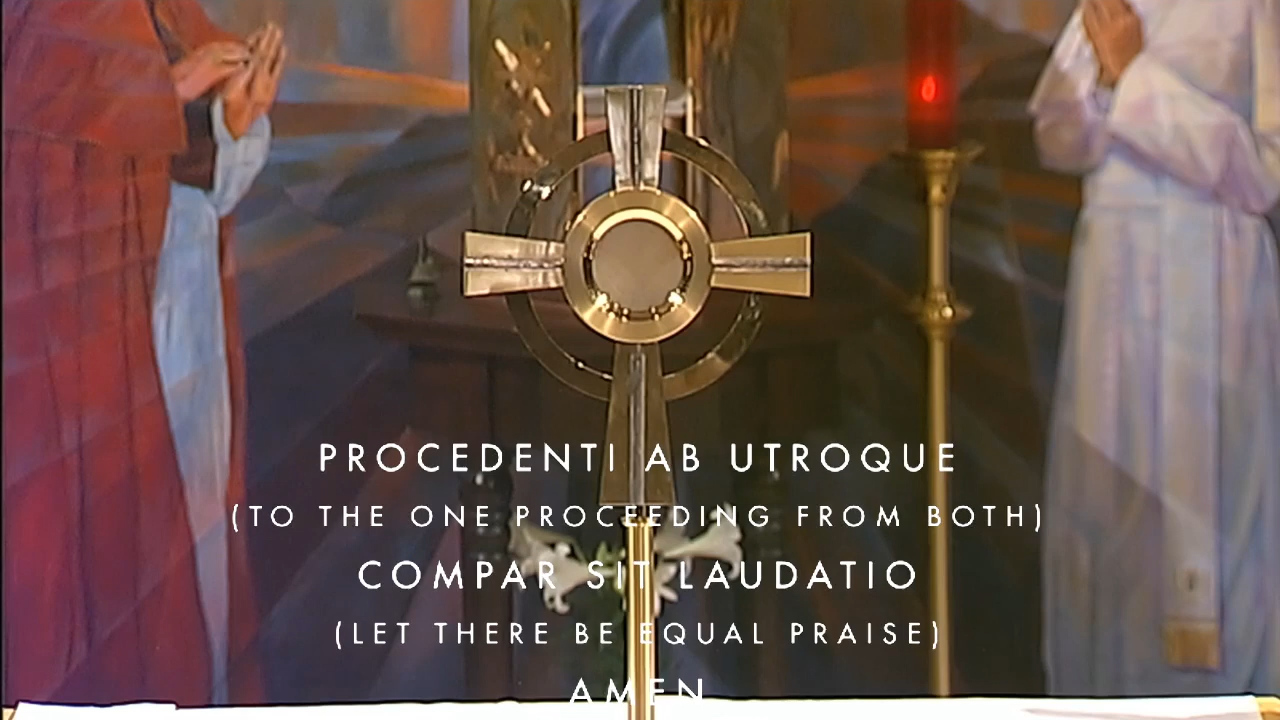 PROCEDENTI AB UTROQUE
(TO THE ONE PROCEEDING FROM BOTH)
COMPAR SIT LAUDATIO
(LET THERE BE EQUAL PRAISE)
AMEN